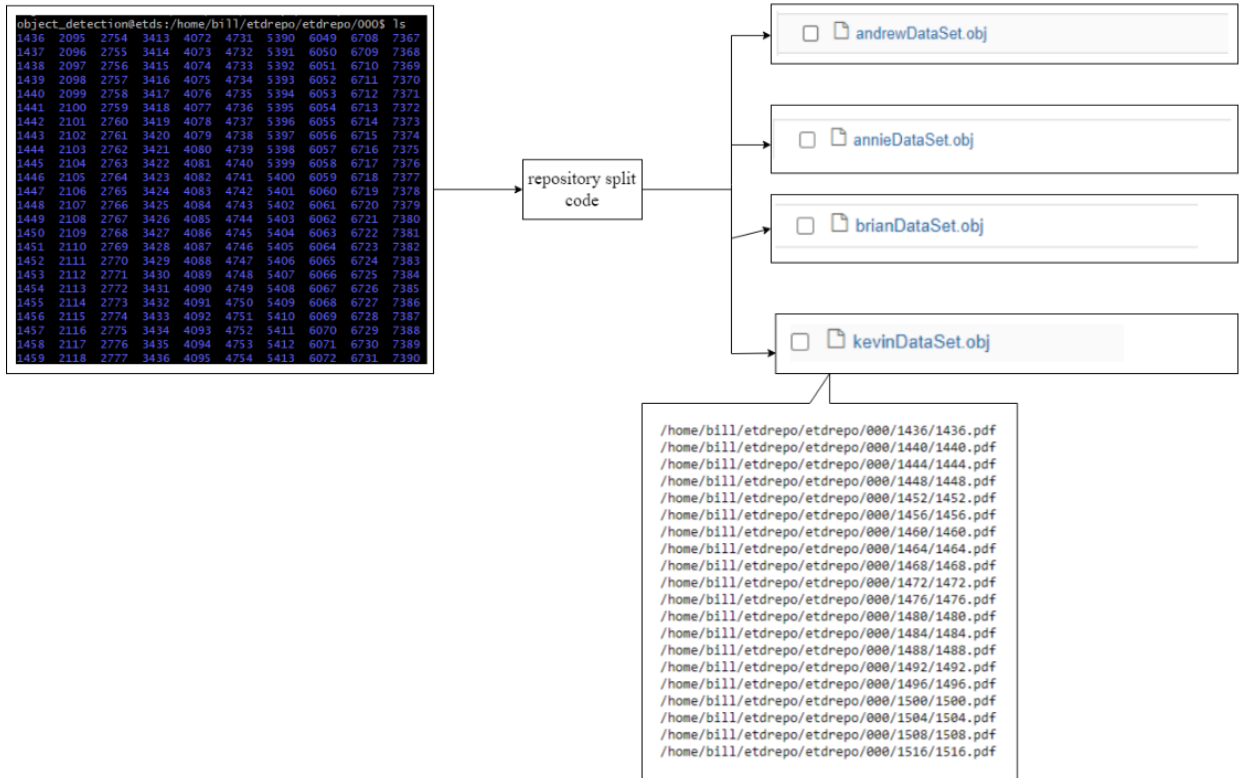 object_detection@etds:/home/bill/etdrepo/etdrepo/000$ ls
1436 2095 2754 3413 4072 4731 5390 6049 6708 7367
1437 2096 2755 3414 4073 4732 5391 6050 6709 7368
1438 2097 2756 3415 4074 4733 5392 6051 6710 7369
1439 2098 2757 3416 4075 4734 5393 6052 6711 7370
1440 2099 2758 3417 4076 4735 5394 6053 6712 7371
1441 2100 2759 3418 4077 4736 5395 6054 6713 7372
1442 2101 2760 3419 4078 4737 5396 6055 6714 7373
1443 2102 2761 3420 4079 4738 5397 6056 6715 7374
1444 2103 2762 3421 4080 4739 5398 6057 6716 7375
1445 2104 2763 3422 4081 4740 5399 6058 6717 7376
1446 2105 2764 3423 4082 4741 5400 6059 6718 7377
1447 2106 2765 3424 4083 4742 5401 6060 6719 7378
1448 2107 2766 3425 4084 4743 5402 6061 6720 7379
1449 2108 2767 3426 4085 4744 5403 6062 6721 7380
1450 2109 2768 3427 4086 4745 5404 6063 6722 7381
1451 2110 2769 3428 4087 4746 5405 6064 6723 7382
1452 2111 2770 3429 4088 4747 5406 6065 6724 7383
1453 2112 2771 3430 4089 4748 5407 6066 6725 7384
1454 2113 2772 3431 4090 4749 5408 6067 6726 7385
1455 2114 2773 3432 4091 4750 5409 6068 6727 7386
1456 2115 2774 3433 4092 4751 5410 6069 6728 7387
1457 2116 2775 3434 4093 4752 5411 6070 6729 7388
1458 2117 2776 3435 4094 4753 5412 6071 6730 7389
1459 2118 2777 3436 4095 4754 5413 6072 6731 7390
repository split
code
andrewDataSet.obj
annieDataSet.obj
brianDataSet.obj
kevinDataSet.obj
/home/bill/etdrepo/etdrepo/000/1436/1436.pdf
/home/bill/etdrepo/etdrepo/000/1440/1440.pdf
/home/bill/etdrepo/etdrepo/000/1444/1444.pdf
/home/bill/etdrepo/etdrepo/000/1448/1448.pdf
/home/bill/etdrepo/etdrepo/000/1452/1452.pdf
/home/bill/etdrepo/etdrepo/000/1456/1456.pdf
/home/bill/etdrepo/etdrepo/000/1460/1460.pdf
/home/bill/etdrepo/etdrepo/000/1464/1464.pdf
/home/bill/etdrepo/etdrepo/000/1468/1468.pdf
/home/bill/etdrepo/etdrepo/000/1472/1472.pdf
/home/bill/etdrepo/etdrepo/000/1476/1476.pdf
/home/bill/etdrepo/etdrepo/000/1480/1480.pdf
/home/bill/etdrepo/etdrepo/000/1484/1484.pdf
/home/bill/etdrepo/etdrepo/000/1488/1488.pdf
/home/bill/etdrepo/etdrepo/000/1492/1492.pdf
/home/bill/etdrepo/etdrepo/000/1496/1496.pdf
/home/bill/etdrepo/etdrepo/000/1500/1500.pdf
/home/bill/etdrepo/etdrepo/000/1504/1504.pdf
/home/bill/etdrepo/etdrepo/000/1508/1508.pdf
/home/bill/etdrepo/etdrepo/000/1516/1516.pdf